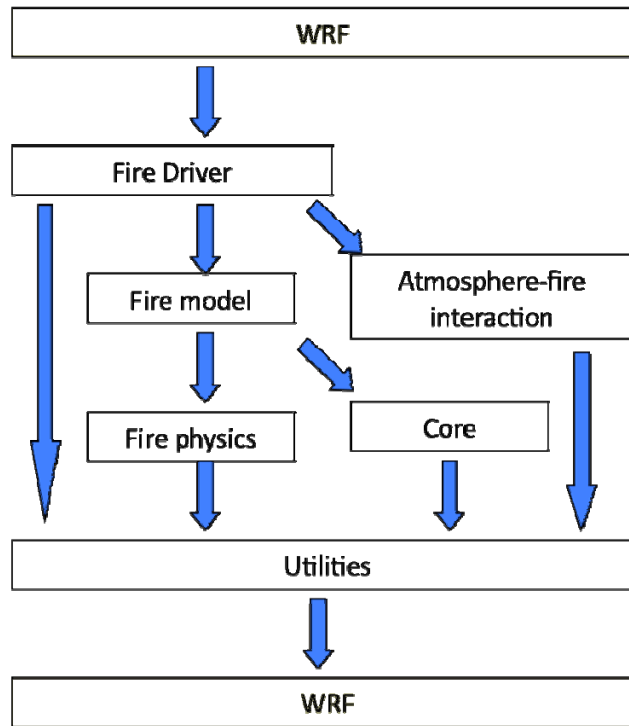 WRF
Fire Driver
Atmosphere-fire
interaction
Fire model
Fire physics
Core
Utilities
WRF